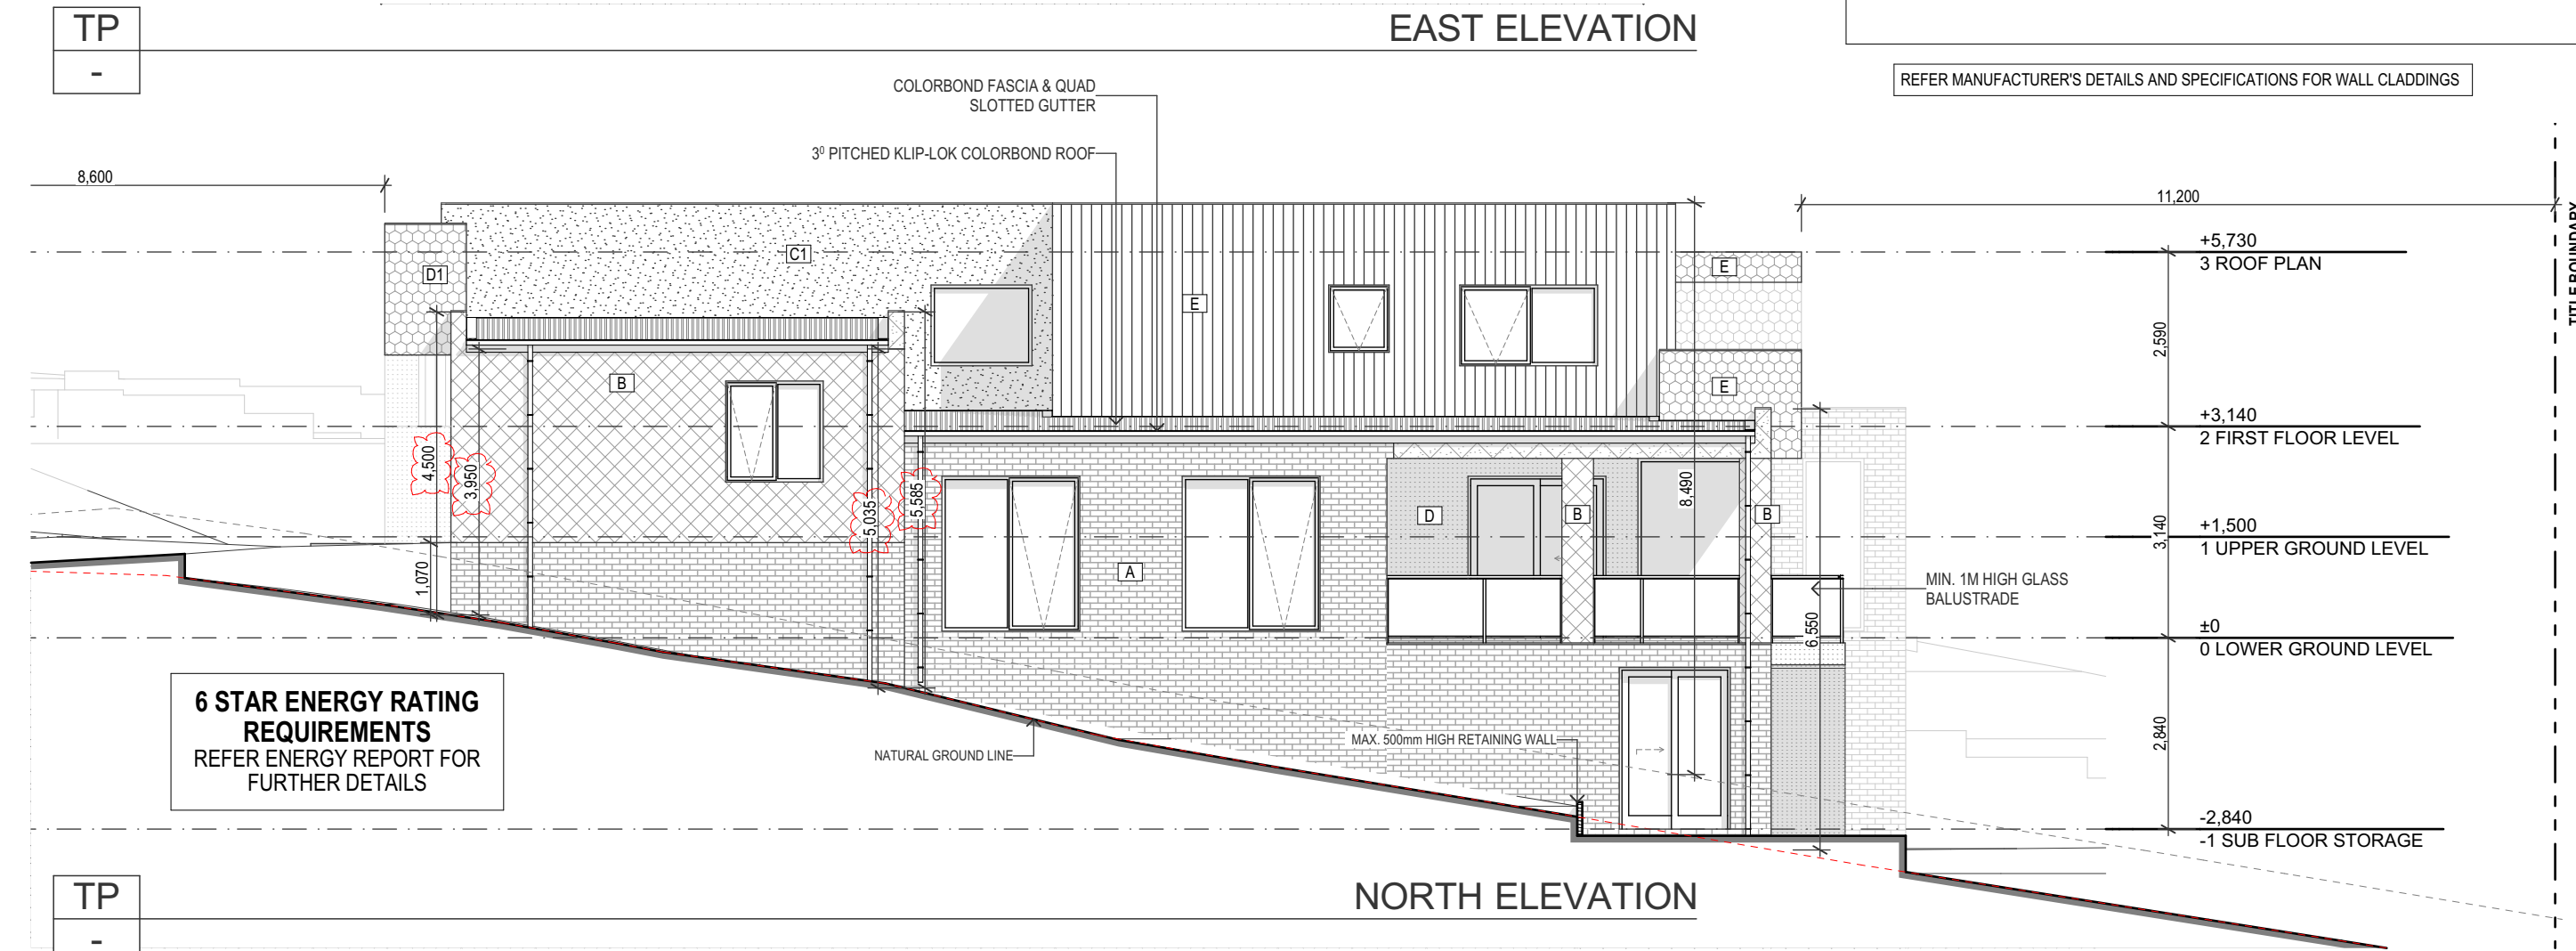 TP
-
EAST ELEVATION
REFER MANUFACTURER'S DETAILS AND SPECIFICATIONS FOR WALL CLADDINGS
COLORBOND FASCIA & QUAD
SLOTTED GUTTER
3⁰ PITCHED KLIP-LOK COLORBOND ROOF
8,600
11,200
TITLE BOUNDARY
C1
D1
E
E
E
B
+5,730
3 ROOF PLAN
2,590
+3,140
2 FIRST FLOOR LEVEL
4,500
3,950
5,035
5,585
8,490
D
B
B
A
3,140
+1,500
1 UPPER GROUND LEVEL
1,070
MIN. 1M HIGH GLASS
BALUSTRADE
6,550
±0
0 LOWER GROUND LEVEL
6 STAR ENERGY RATING
REQUIREMENTS
REFER ENERGY REPORT FOR
FURTHER DETAILS
NATURAL GROUND LINE
MAX. 500mm HIGH RETAINING WALL
2,840
-2,840
-1 SUB FLOOR STORAGE
TP
-
NORTH ELEVATION